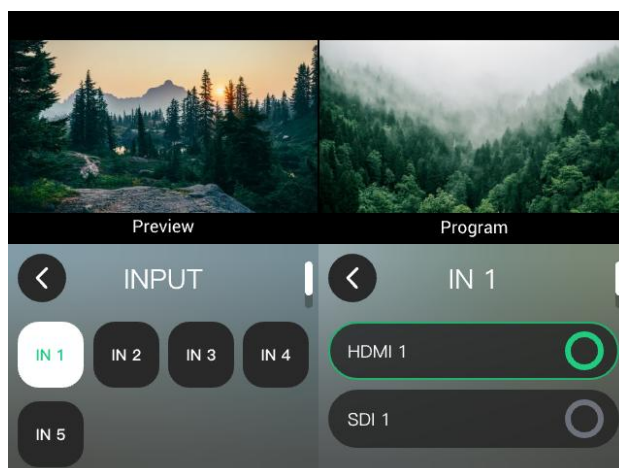 Preview
Program
INPUT
IN 1
IN 1
IN 2
IN 3
IN 4
HDMI 1
IN 5
SDI 1